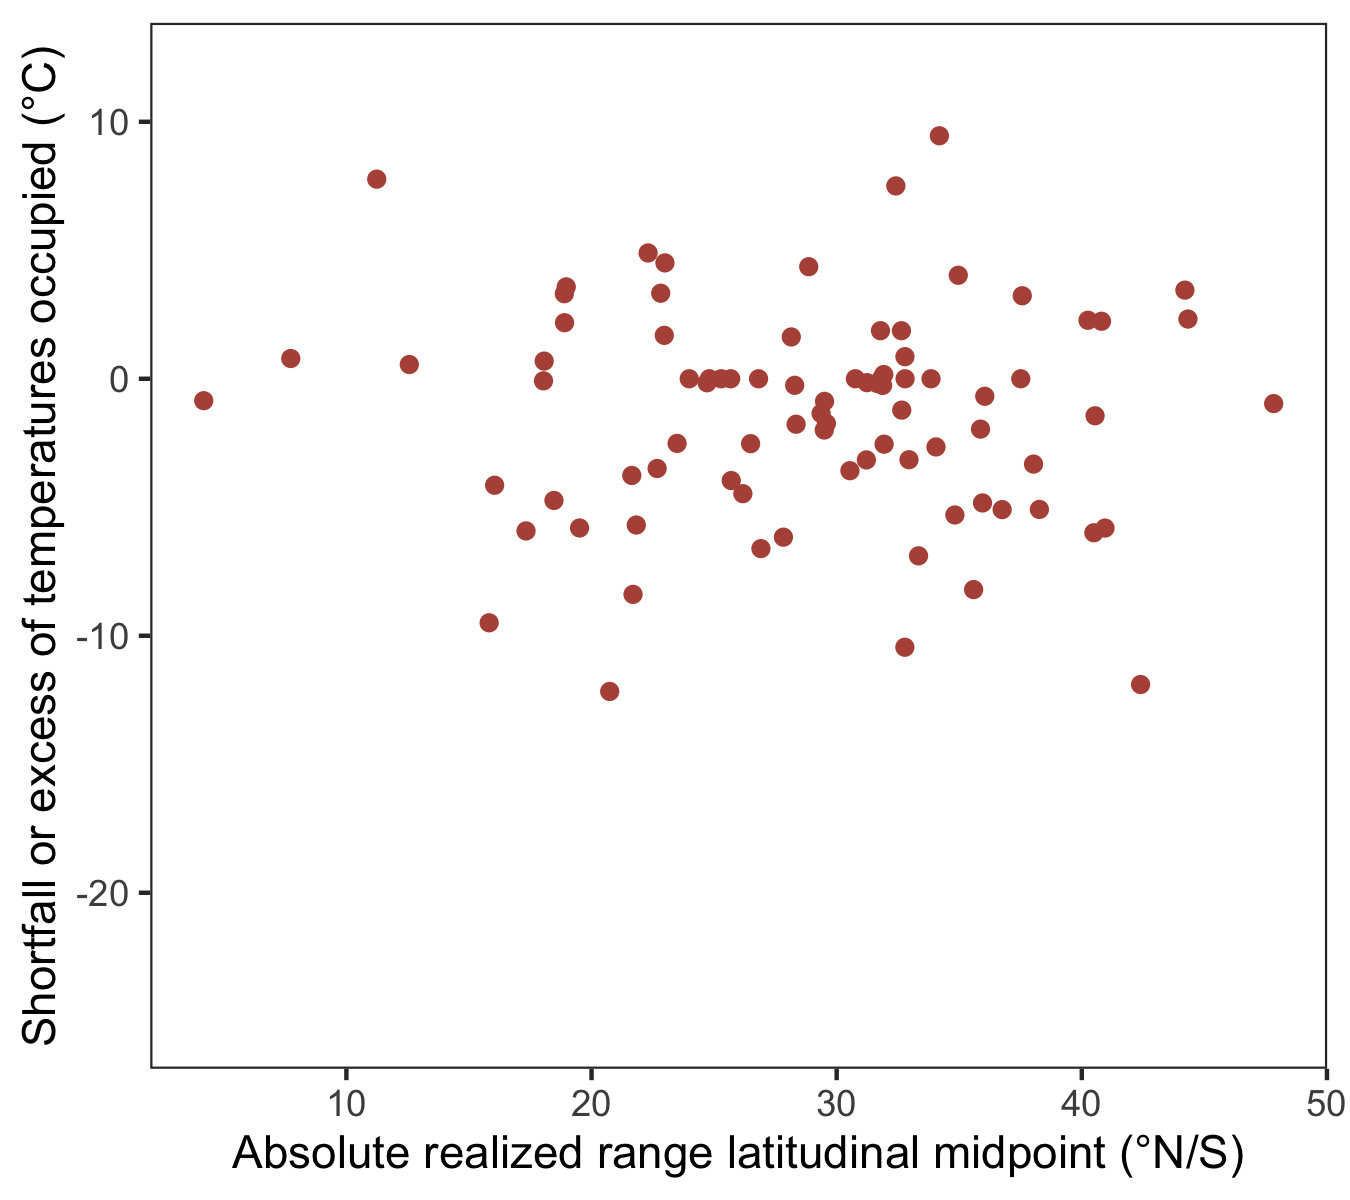 Shortfall or excess of temperatures occupied (°C)
10
0
-10
-20
10 20 30 40 50
Absolute realized range latitudinal midpoint (°N/S)